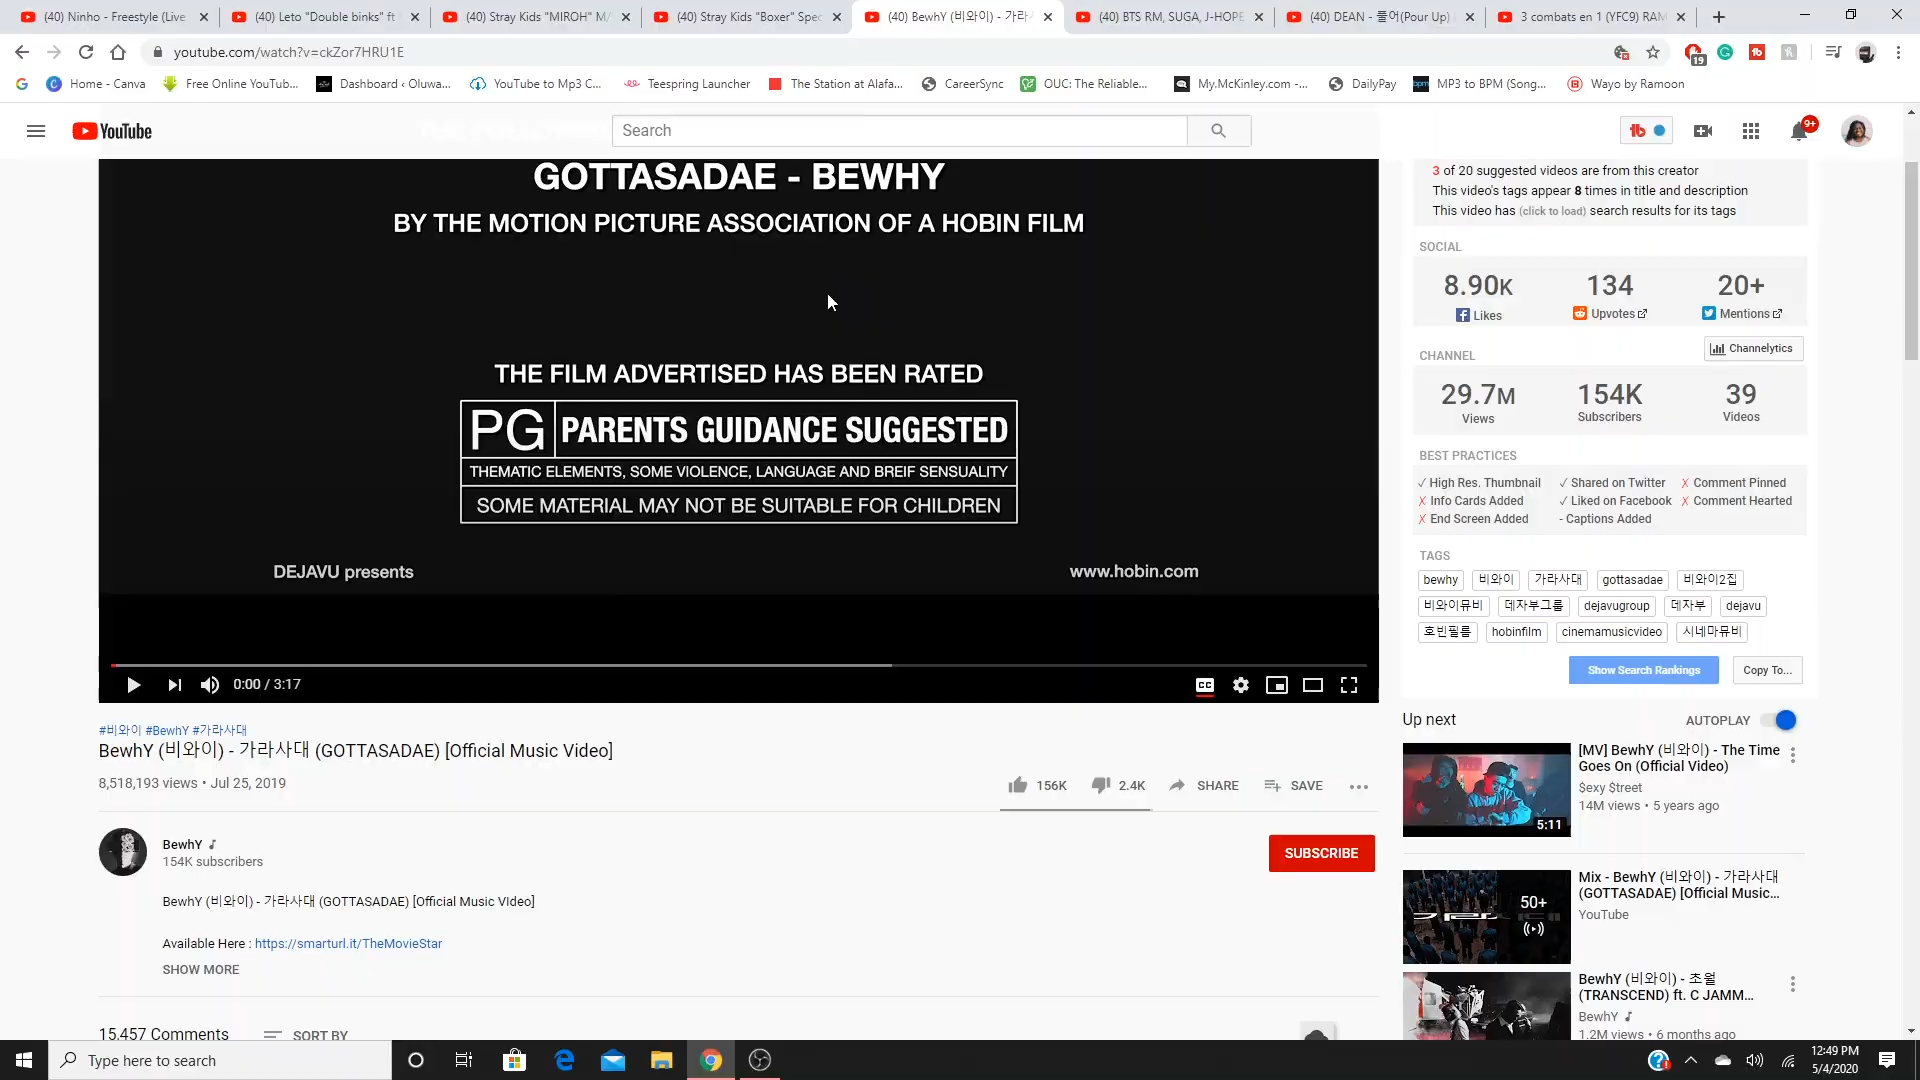 (40) Ninho - Freestyle (Live
(40) Leto "Double binks" ft
(40) Stray Kids "MIROH" M/
(40) Stray Kids "Boxer" Spec
(40) BewhY (비와이) - 가라
(40) BTS RM, SUGA, J-HOPE
(40) DEAN - 풀어(Pour Up)
3 combats en 1 (YFC9) RAM
youtube.com/watch?v=ckZor7HRU1E
19
Home - Canva
Free Online YouTub...
Dashboard ‹ Oluwa...
YouTube to Mp3 C...
Teespring Launcher
The Station at Alafa...
CareerSync
OUC: The Reliable...
My.McKinley.com -...
DailyPay
MP3 to BPM (Song...
Wayo by Ramoon
YouTube
Search
9+
GOTTASADAE - BEWHY
BY THE MOTION PICTURE ASSOCIATION OF A HOBIN FILM
THE FILM ADVERTISED HAS BEEN RATED
PG PARENTS GUIDANCE SUGGESTED
THEMATIC ELEMENTS, SOME VIOLENCE, LANGUAGE AND BREIF SENSUALITY
SOME MATERIAL MAY NOT BE SUITABLE FOR CHILDREN
DEJAVU presents
www.hobin.com
0:00 / 3:17
CC
#비와이 #BewhY #가라사대
BewhY (비와이) - 가라사대 (GOTTASADAE) [Official Music Video]
8,518,193 views • Jul 25, 2019
156K
2.4K
SHARE
SAVE
BewhY
154K subscribers
SUBSCRIBE
BewhY (비와이) - 가라사대 (GOTTASADAE) [Official Music VIdeo]
Available Here : https://smarturl.it/TheMovieStar
SHOW MORE
15,457 Comments
SORT BY
3 of 20 suggested videos are from this creator
This video's tags appear 8 times in title and description
This video has (click to load) search results for its tags
SOCIAL
8.90K
134
20+
Likes
Upvotes
Mentions
CHANNEL
Channelytics
29.7M
154K
39
Views
Subscribers
Videos
BEST PRACTICES
✓ High Res. Thumbnail ✓ Shared on Twitter ✗ Comment Pinned
✗ Info Cards Added ✓ Liked on Facebook ✗ Comment Hearted
✗ End Screen Added - Captions Added
TAGS
bewhy 비와이 가라사대 gottasadae 비와이2집
비와이뮤비 데자부그룹 dejavugroup 데자부 dejavu
호빈필름 hobinfilm cinemamusicvideo 시네마뮤비
Show Search Rankings
Copy To...
Up next
AUTOPLAY
[MV] BewhY (비와이) - The Time
Goes On (Official Video)
$exy $treet
14M views • 5 years ago
5:11
Mix - BewhY (비와이) - 가라사대
(GOTTASADAE) [Official Music...
YouTube
50+
BewhY (비와이) - 초월
(TRANSCEND) ft. C JAMM...
BewhY
1.2M views • 6 months ago
Type here to search
12:49 PM
5/4/2020